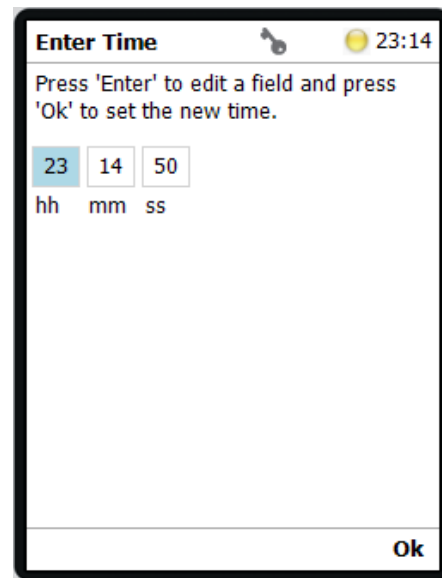 Enter Time 23:14
Press 'Enter' to edit a field and press
'Ok' to set the new time.
23 14 50
hh mm ss
Ok